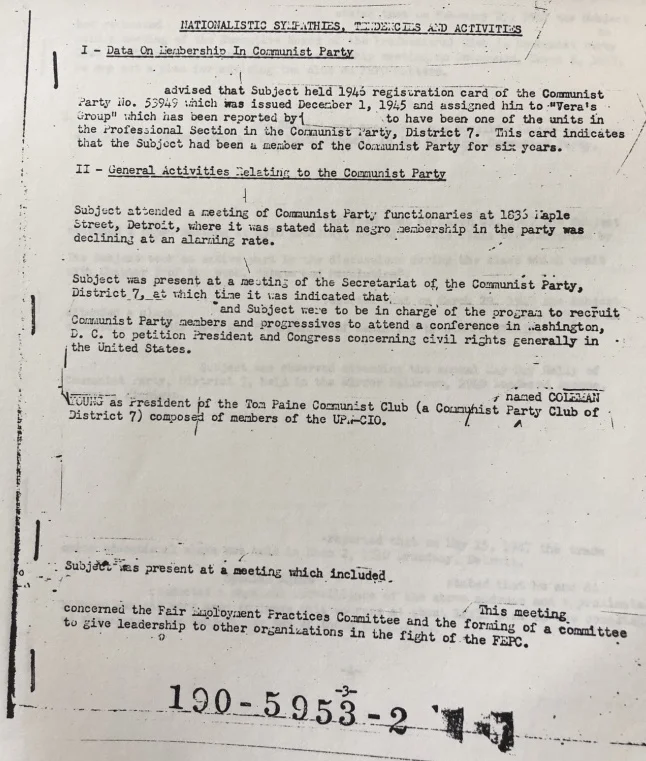 NATIONALISTIC SYMPATHIES, TENDENCIES AND ACTIVITIES
I - Data On Membership In Communist Party
advised that Subject held 1946 registration card of the Communist
Party No. 53949 which was issued December 1, 1945 and assigned him to "Vera's
Group" which has been reported by to have been one of the units in
the Professional Section in the Communist Party, District 7. This card indicates
that the Subject had been a member of the Communist Party for six years.
II - General Activities Relating to the Communist Party
Subject attended a meeting of Communist Party functionaries at Maple
Street, Detroit, where it was stated that negro membership in the party was
declining at an alarming rate.
Subject was present at a meeting of the Secretariat of the Communist Party,
District 7, at which time it was indicated that
and Subject were to be in charge of the program to recruit
Communist Party members and progressives to attend a conference in Washington,
D. C. to petition President and Congress concerning civil rights generally in
the United States.
named COLEMAN
YOUNG as President of the Tom Paine Communist Club (a Communist Party Club of
District 7) composed of members of the
Subject was present at a meeting which included
This meeting
concerned the Fair Employment Practices Committee and the forming of a committee
to give leadership to other organizations in the fight of the FEPC.
-3-
190-5953-2